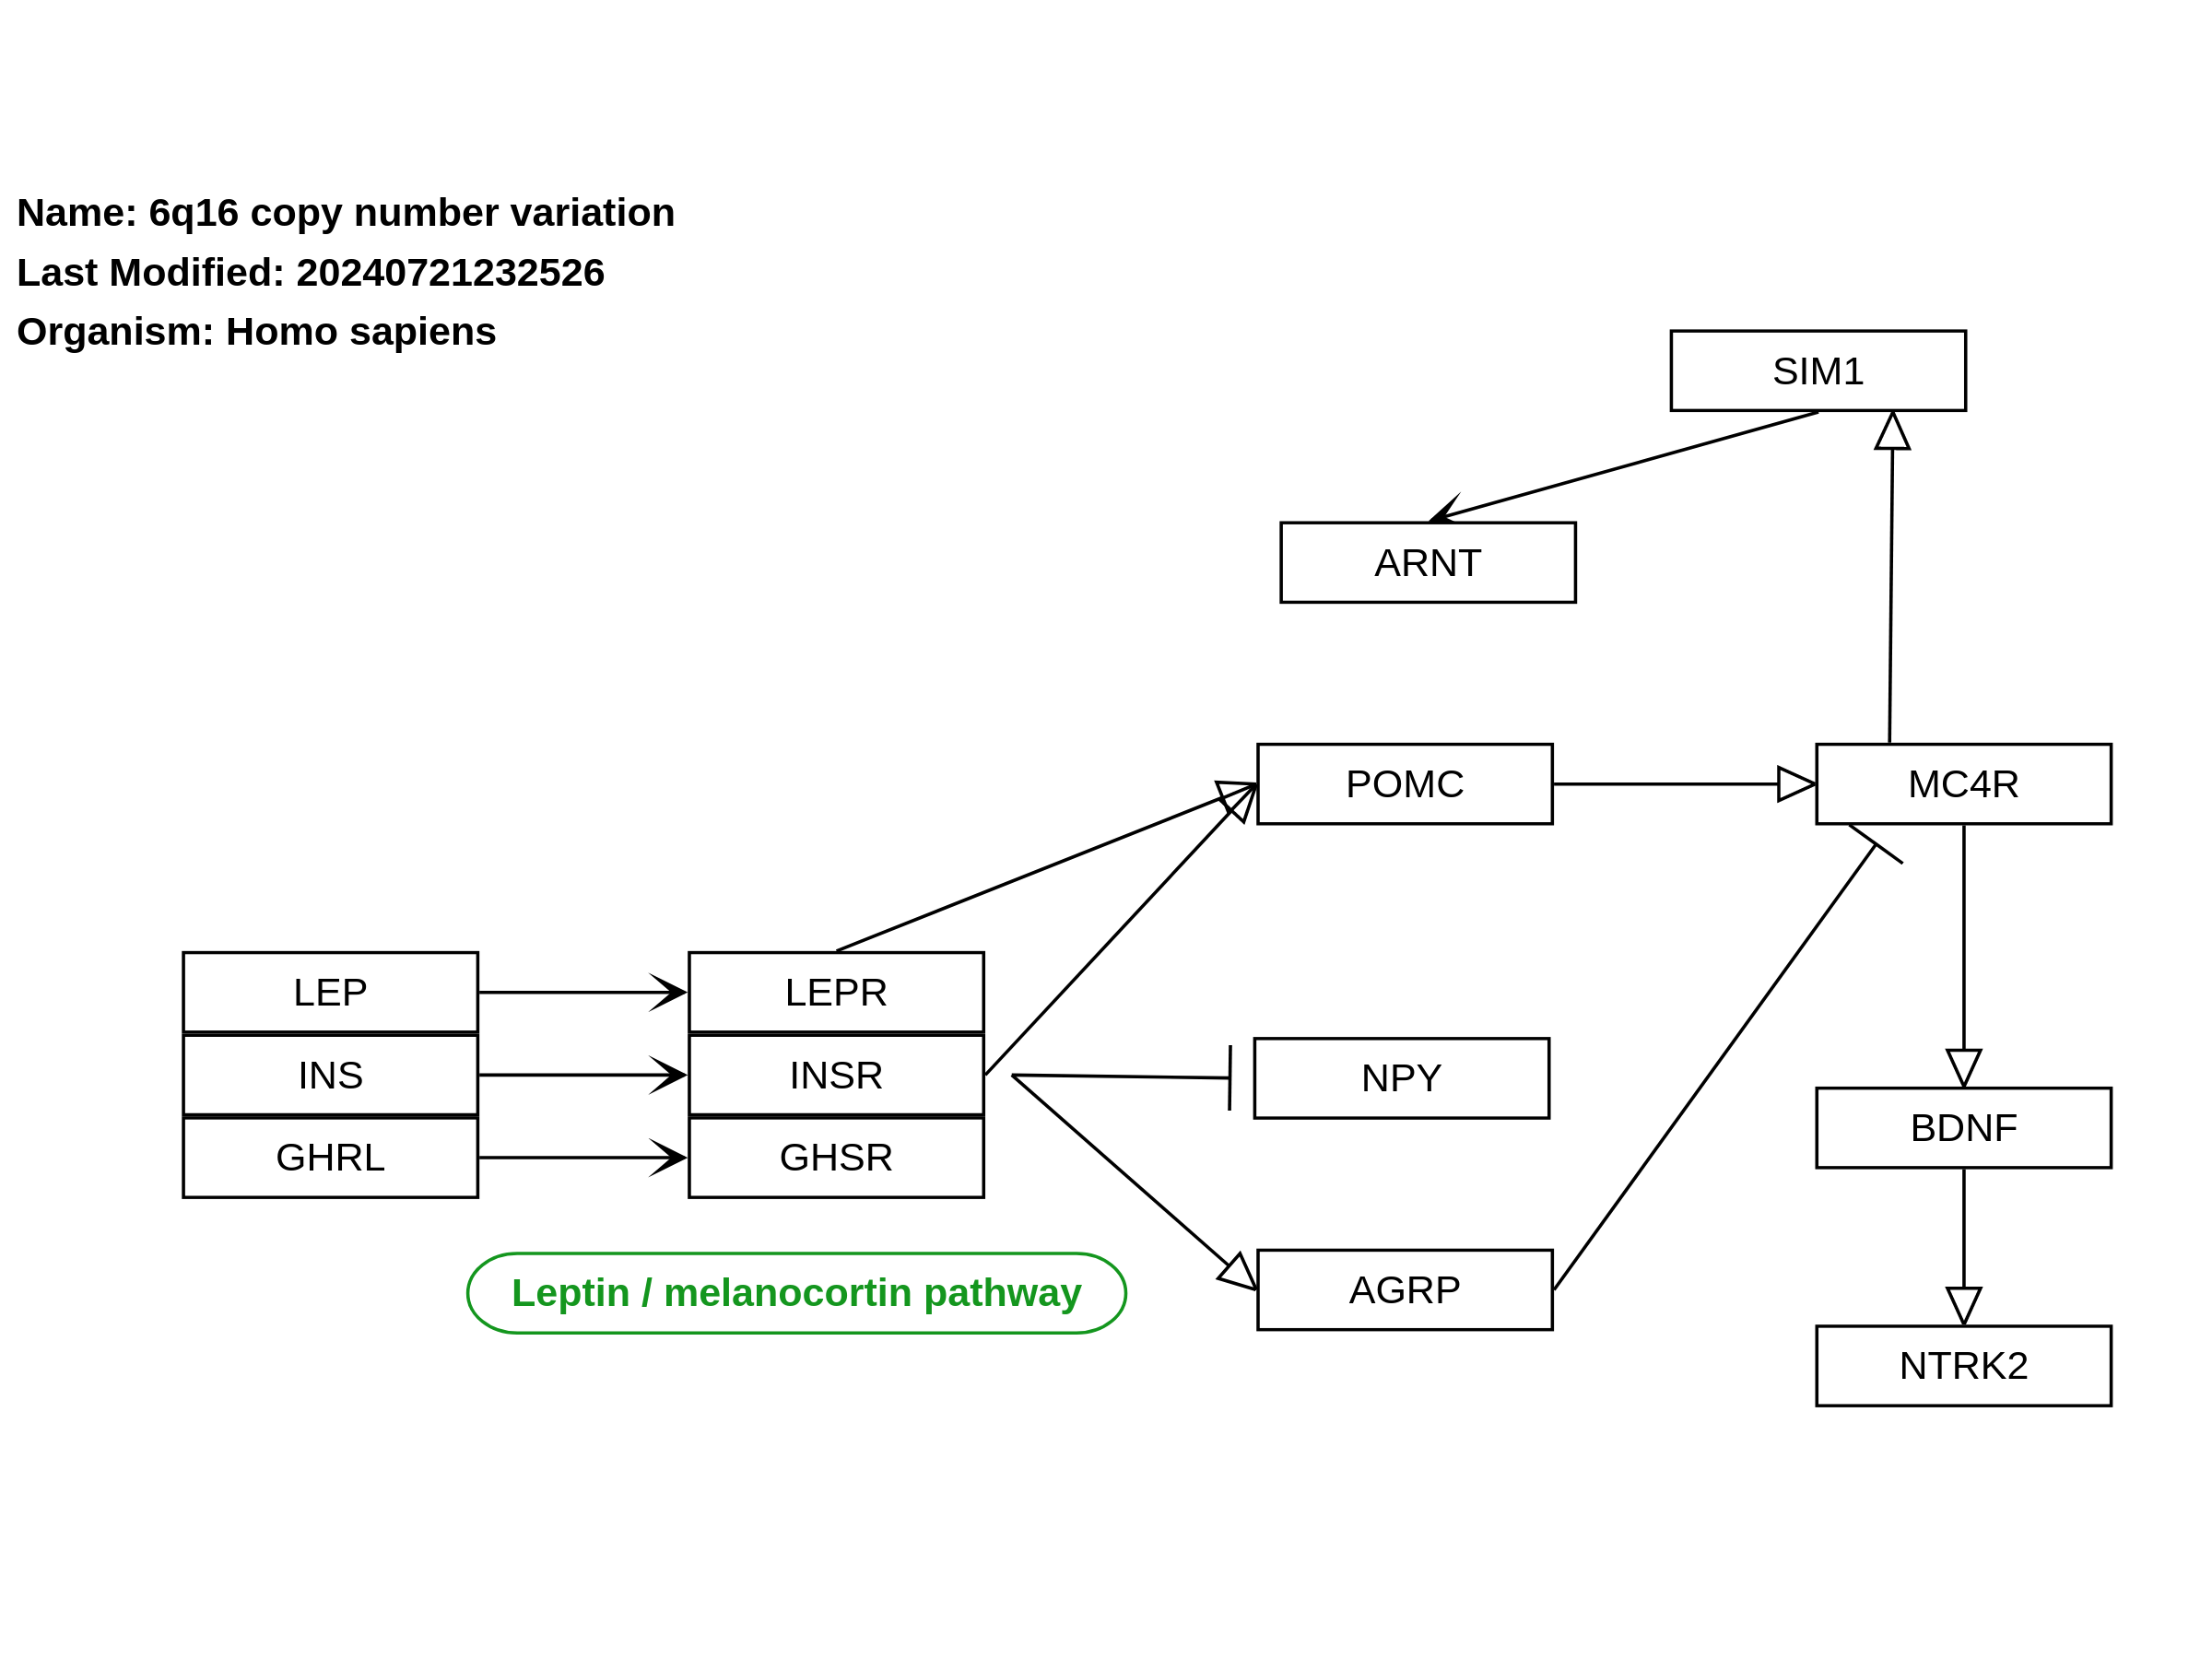 Name: 6q16 copy number variation
Last Modified: 20240721232526
Organism: Homo sapiens
SIM1
ARNT
POMC
MC4R
LEP
LEPR
INS
INSR
NPY
GHRL
GHSR
BDNF
Leptin / melanocortin pathway
AGRP
NTRK2